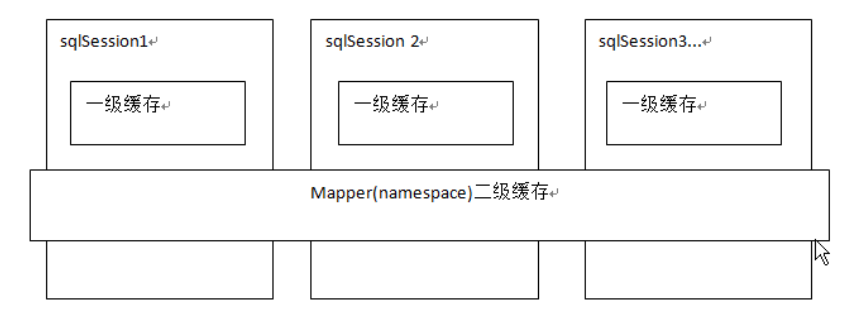 sqlSession1
sqlSession 2
sqlSession3...
一级缓存
一级缓存
一级缓存
Mapper(namespace)二级缓存